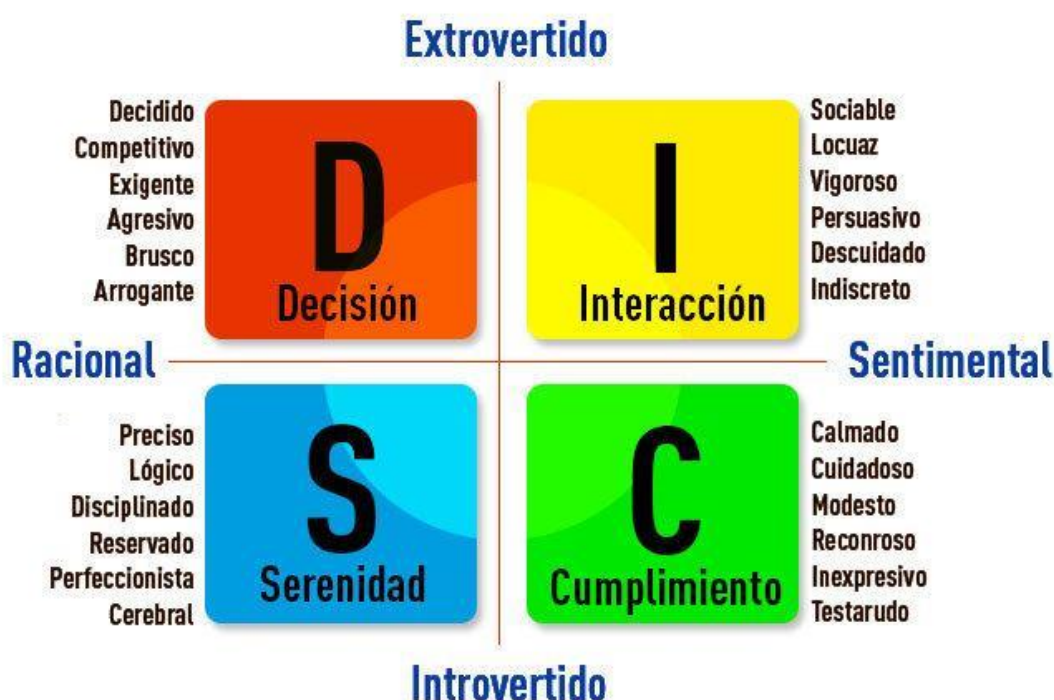 Extrovertido
Decidido
Competitivo
Exigente
Agresivo
Brusco
Arrogante
D
Decisión
I
Interacción
Sociable
Locuaz
Vigoroso
Persuasivo
Descuidado
Indiscreto
Racional
Sentimental
Preciso
Lógico
Disciplinado
Reservado
Perfeccionista
Cerebral
S
Serenidad
C
Cumplimiento
Calmado
Cuidadoso
Modesto
Reconroso
Inexpresivo
Testarudo
Introvertido